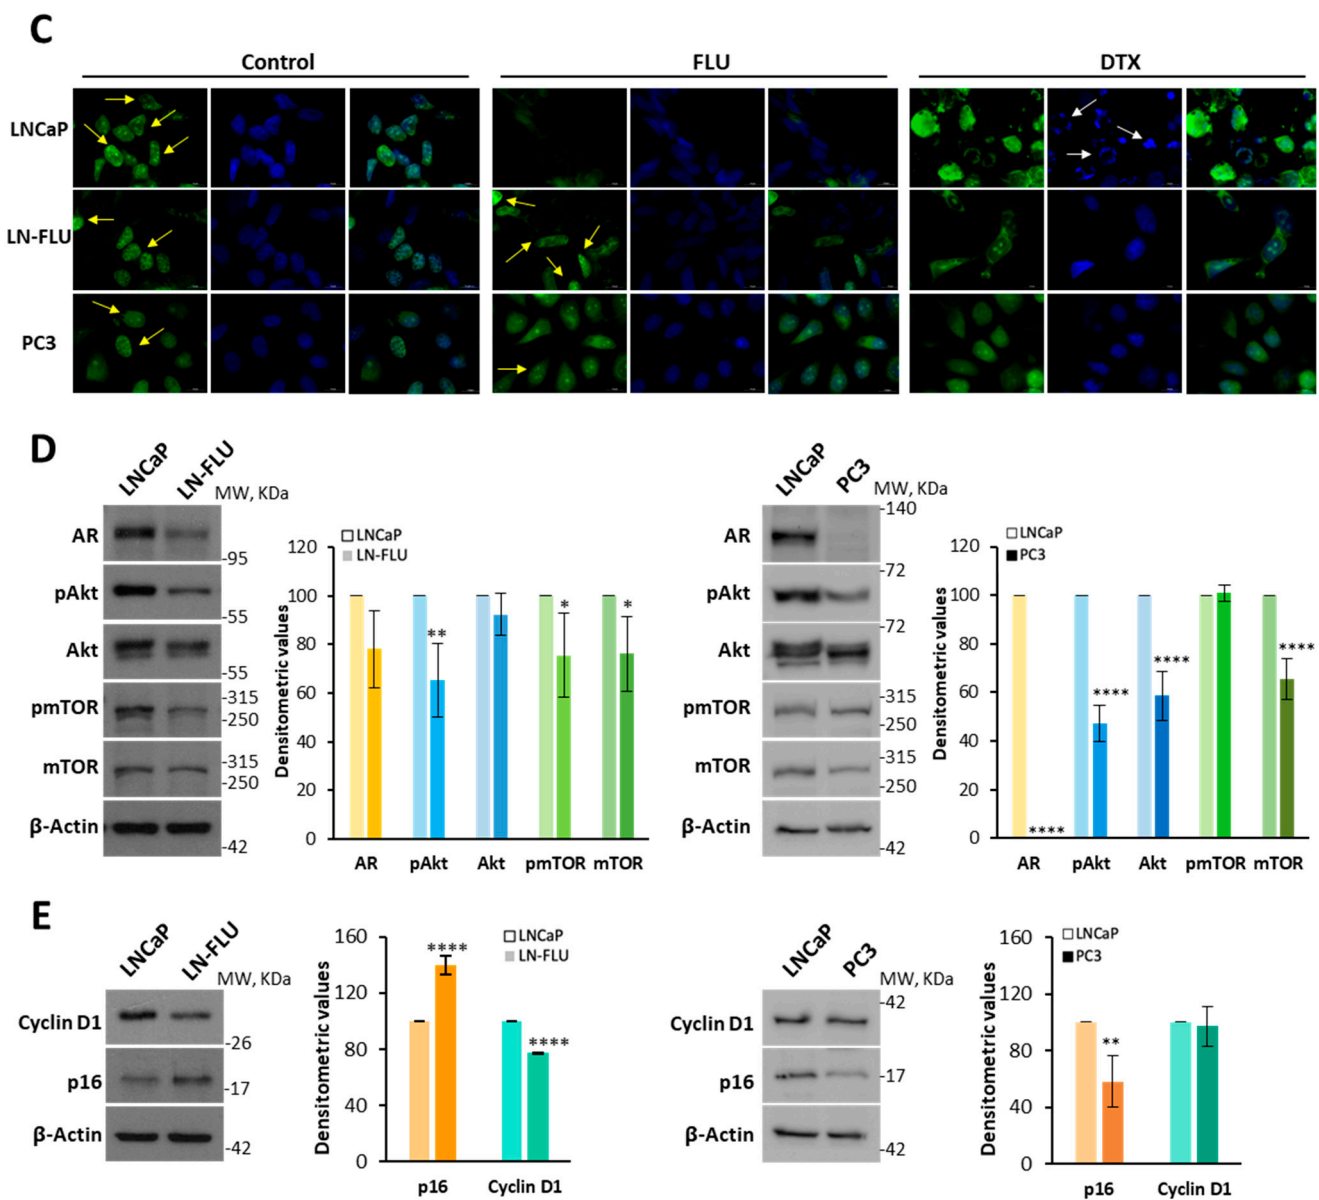 C
Control
FLU
DTX
LNCaP
LN-FLU
PC3
D
LNCaP
LN-FLU
MW, KDa
AR
-95
pAkt
-55
Akt
-55
pmTOR
-315
-250
mTOR
-315
-250
β-Actin
-42
LNCaP
LN-FLU
Densitometric values
120
100
80
60
40
20
0
**
*
*
AR pAkt Akt pmTOR mTOR
LNCaP
PC3
MW, KDa
-140
AR
-72
pAkt
-72
Akt
pmTOR
-315
-250
mTOR
-315
-250
β-Actin
-42
LNCaP
PC3
Densitometric values
120
100
80
60
40
20
0
****
****
****
****
AR pAkt Akt pmTOR mTOR
E
LNCaP
LN-FLU
MW, KDa
Cyclin D1
-26
p16
-17
β-Actin
-42
LNCaP
LN-FLU
Densitometric values
160
120
80
40
0
****
****
p16 Cyclin D1
LNCaP
PC3
MW, KDa
-42
Cyclin D1
p16
-17
β-Actin
-42
LNCaP
PC3
Densitometric values
160
120
80
40
0
**
p16 Cyclin D1